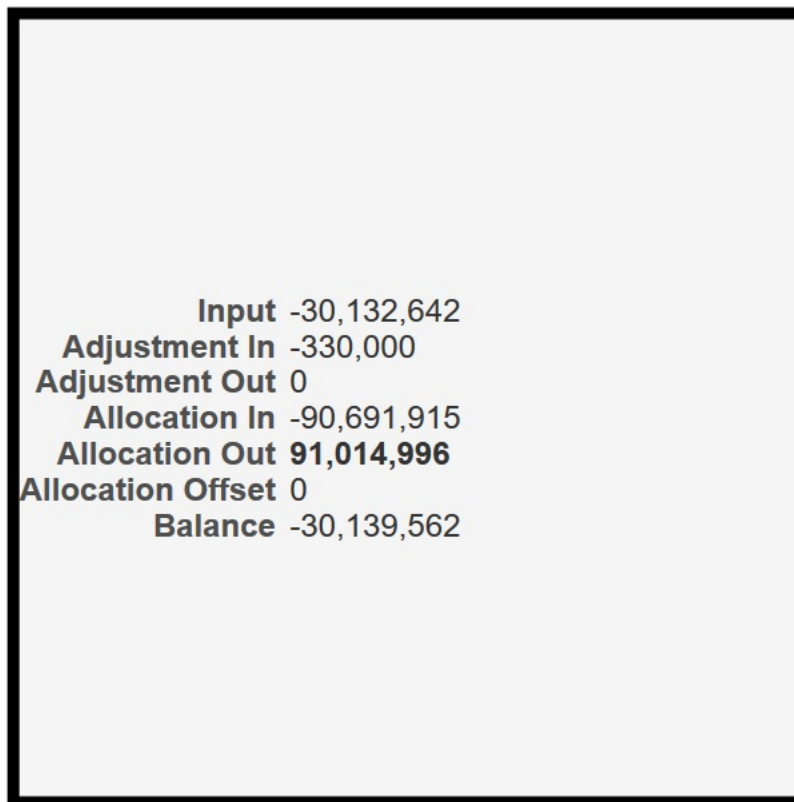 Input -30,132,642
Adjustment In -330,000
Adjustment Out 0
Allocation In -90,691,915
Allocation Out 91,014,996
Allocation Offset 0
Balance -30,139,562